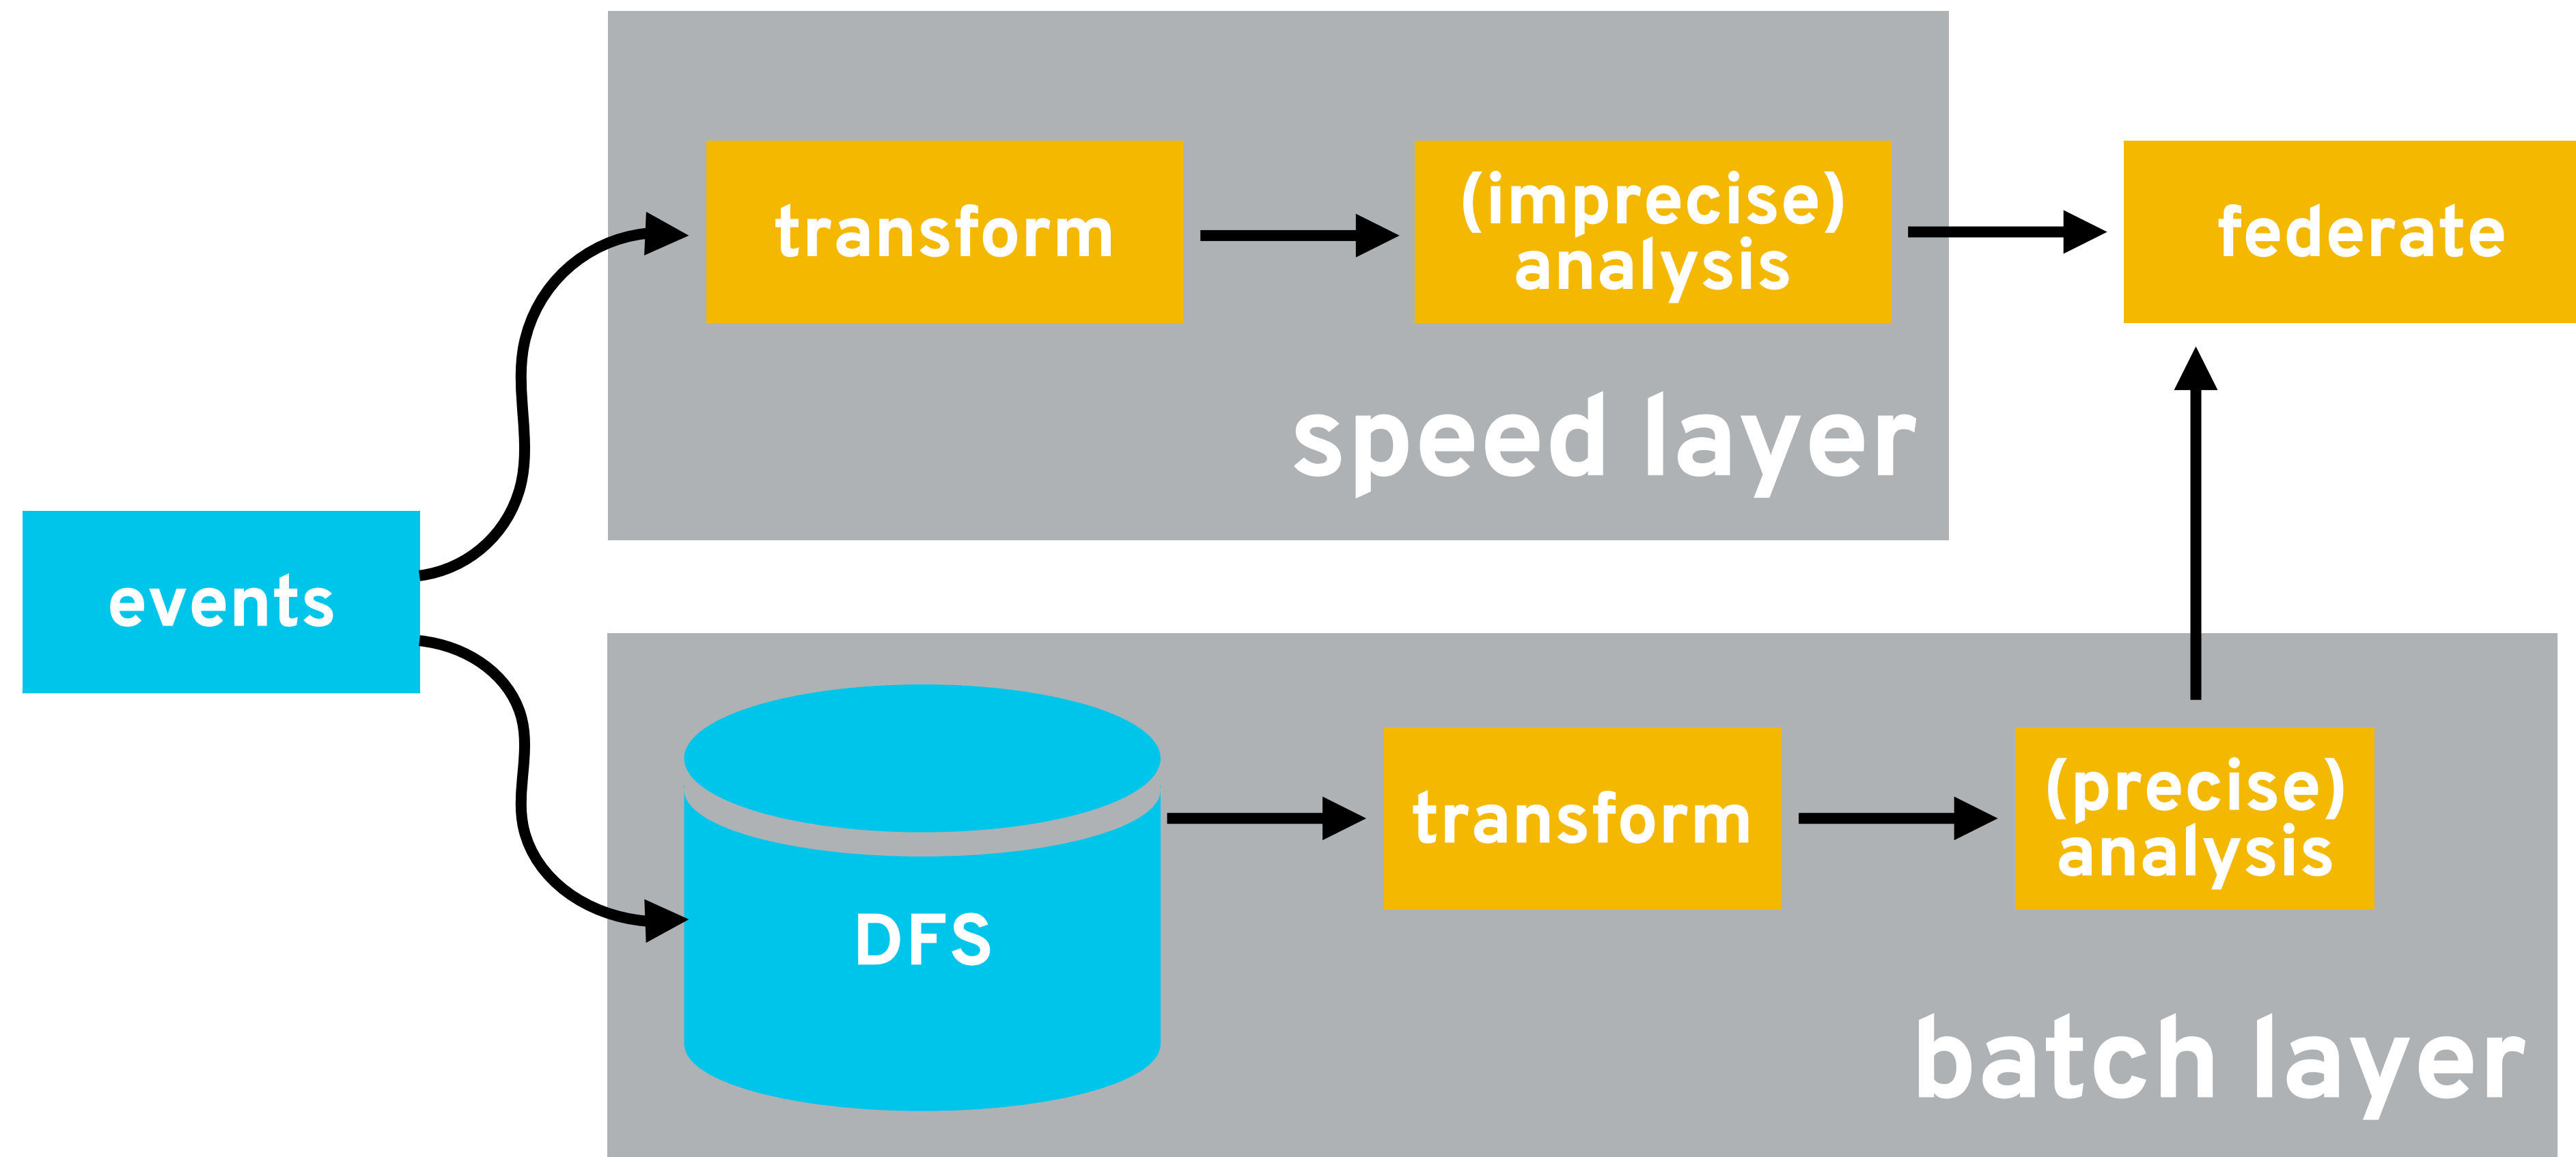 transform
(imprecise)
analysis
federate
speed layer
events
DFS
transform
(precise)
analysis
batch layer